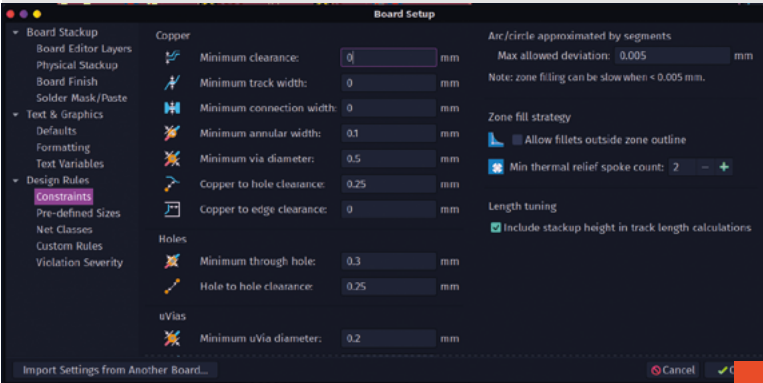 Board Setup
Board Stackup
Board Editor Layers
Physical Stackup
Board Finish
Solder Mask/Paste
Text & Graphics
Defaults
Formatting
Text Variables
Design Rules
Constraints
Pre-defined Sizes
Net Classes
Custom Rules
Violation Severity
Copper
Minimum clearance: 0 mm
Minimum track width: 0 mm
Minimum connection width: 0 mm
Minimum annular width: 0.1 mm
Minimum via diameter: 0.5 mm
Copper to hole clearance: 0.25 mm
Copper to edge clearance: 0 mm
Holes
Minimum through hole: 0.3 mm
Hole to hole clearance: 0.25 mm
uVias
Minimum uVia diameter: 0.2 mm
Arc/circle approximated by segments
Max allowed deviation: 0.005 mm
Note: zone filling can be slow when < 0.005 mm.
Zone fill strategy
Allow fillets outside zone outline
Min thermal relief spoke count: 2 - +
Length tuning
Include stackup height in track length calculations
Import Settings from Another Board...
Cancel